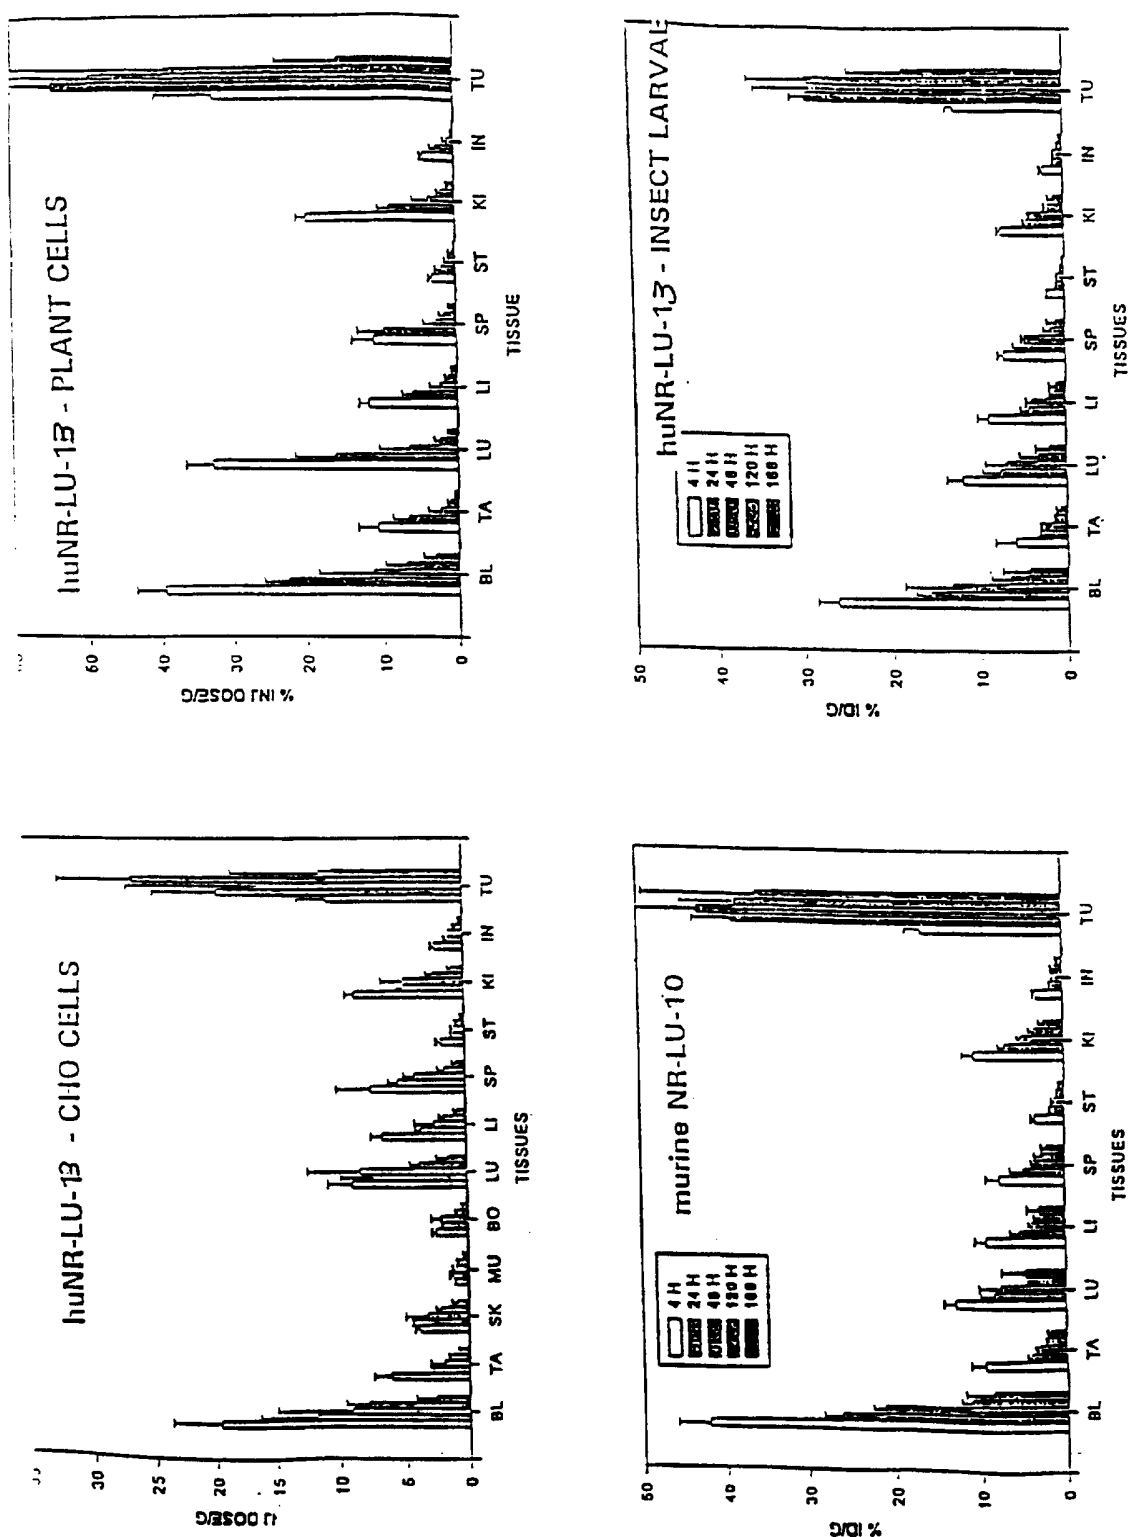 huNR-LU-13 - CHO CELLS
30
25
20
15
10
5
0
BL TA SK MU BO LU LI SP ST KI IN TU
TISSUES
huNR-LU-13 - PLANT CELLS
% INJ DOSE/G
60
50
40
30
20
10
0
BL TA LU LI SP ST KI IN TU
TISSUE
murine NR-LU-10
4 H
24 H
48 H
120 H
168 H
% ID/G
50
40
30
20
10
0
BL TA LU LI SP ST KI IN TU
TISSUES
huNR-LU-13 - INSECT LARVAE
4 H
24 H
48 H
120 H
168 H
% ID/G
50
40
30
20
10
0
BL TA LU LI SP ST KI IN TU
TISSUES